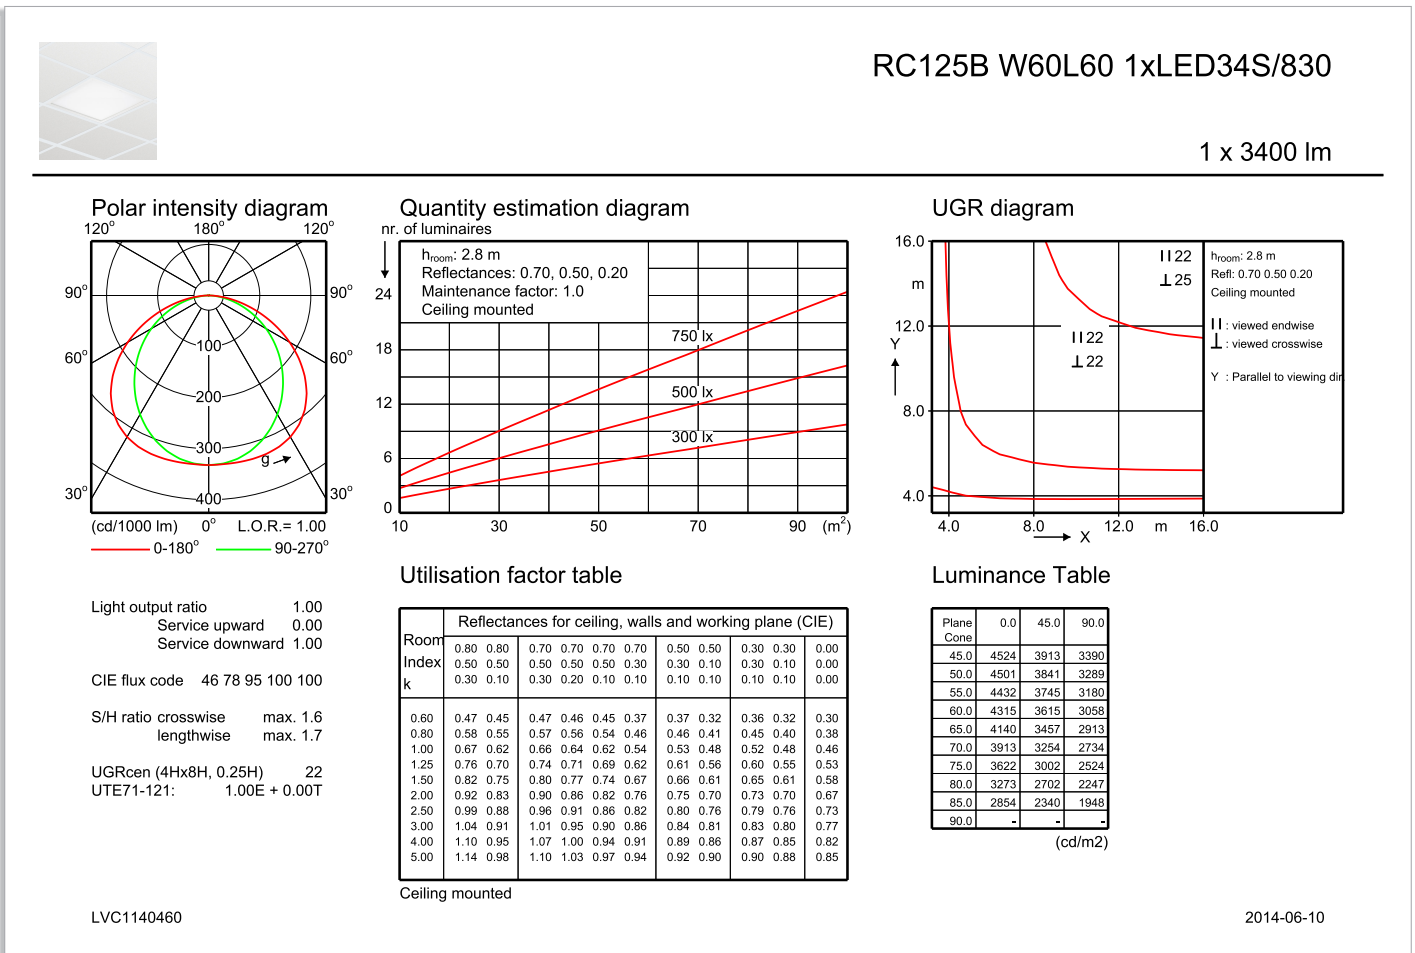 RC125B W60L60 1xLED34S/830
1 x 3400 lm
Polar intensity diagram
120° 180° 120°
90° 90°
60° 60°
30° 30°
100
200
300
400
g
(cd/1000 lm) 0° L.O.R.= 1.00
0-180° 90-270°
Quantity estimation diagram
nr. of luminaires
hroom: 2.8 m
Reflectances: 0.70, 0.50, 0.20
Maintenance factor: 1.0
Ceiling mounted
24
18
12
6
0
750 lx
500 lx
300 lx
10 30 50 70 90 (m²)
UGR diagram
16.0
m
12.0
Y
8.0
4.0
|| 22
⊥ 25
|| 22
⊥ 22
4.0 8.0 12.0 m 16.0
X
hroom: 2.8 m
Refl: 0.70 0.50 0.20
Ceiling mounted
|| : viewed endwise
⊥ : viewed crosswise
Y : Parallel to viewing dir.
Light output ratio 1.00
Service upward 0.00
Service downward 1.00
CIE flux code 46 78 95 100 100
S/H ratio crosswise max. 1.6
lengthwise max. 1.7
UGRcen (4Hx8H, 0.25H) 22
UTE71-121: 1.00E + 0.00T
Utilisation factor table
Reflectances for ceiling, walls and working plane (CIE)
Room
Index
k
0.80 0.80 0.70 0.70 0.70 0.70 0.50 0.50 0.30 0.30 0.00
0.50 0.50 0.50 0.50 0.50 0.30 0.30 0.10 0.30 0.10 0.00
0.30 0.10 0.30 0.20 0.10 0.10 0.10 0.10 0.10 0.10 0.00
0.60 0.47 0.45 0.47 0.46 0.45 0.37 0.37 0.32 0.36 0.32 0.30
0.80 0.58 0.55 0.57 0.56 0.54 0.46 0.46 0.41 0.45 0.40 0.38
1.00 0.67 0.62 0.66 0.64 0.62 0.54 0.53 0.48 0.52 0.48 0.46
1.25 0.76 0.70 0.74 0.71 0.69 0.62 0.61 0.56 0.60 0.55 0.53
1.50 0.82 0.75 0.80 0.77 0.74 0.67 0.66 0.61 0.65 0.61 0.58
2.00 0.92 0.83 0.90 0.86 0.82 0.76 0.75 0.70 0.73 0.70 0.67
2.50 0.99 0.88 0.96 0.91 0.86 0.82 0.80 0.76 0.79 0.76 0.73
3.00 1.04 0.91 1.01 0.95 0.90 0.86 0.84 0.81 0.83 0.80 0.77
4.00 1.10 0.95 1.07 1.00 0.94 0.91 0.89 0.86 0.87 0.85 0.82
5.00 1.14 0.98 1.10 1.03 0.97 0.94 0.92 0.90 0.90 0.88 0.85
Ceiling mounted
Luminance Table
Plane 0.0 45.0 90.0
Cone
45.0 4524 3913 3390
50.0 4501 3841 3289
55.0 4432 3745 3180
60.0 4315 3615 3058
65.0 4140 3457 2913
70.0 3913 3254 2734
75.0 3622 3002 2524
80.0 3273 2702 2247
85.0 2854 2340 1948
90.0 - - -
(cd/m2)
LVC1140460
2014-06-10